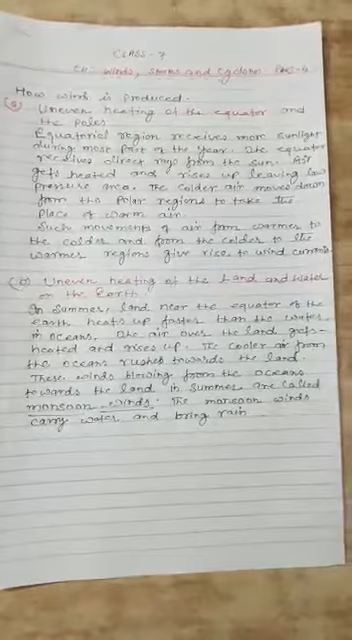 CLASS-7
CH. Winds, Storms and Cyclones PAG-4
How wind is produced.
(a) Uneven heating of the equator and
the poles
Equatorial region receives more sunlight
during most part of the year. The equator
receives direct rays from the sun. Air
gets heated and rises up leaving low
pressure area. The colder air moves down
form the Polar regions to take the
place of warm air.
Such movements of air from warmer to
the colder and from the colder to the
warmer regions give rise to wind currents
(b) Uneven heating of the Land and water
on the Earth
In Summer, land near the equator of the
earth heats up faster than the water
in oceans. The air over the land gets
heated and rises up. The cooler air from
the oceans rushed towards the land.
These winds blowing from the oceans
towards the land in Summer are called
monsoon winds. The monsoon winds
carry water and bring rain